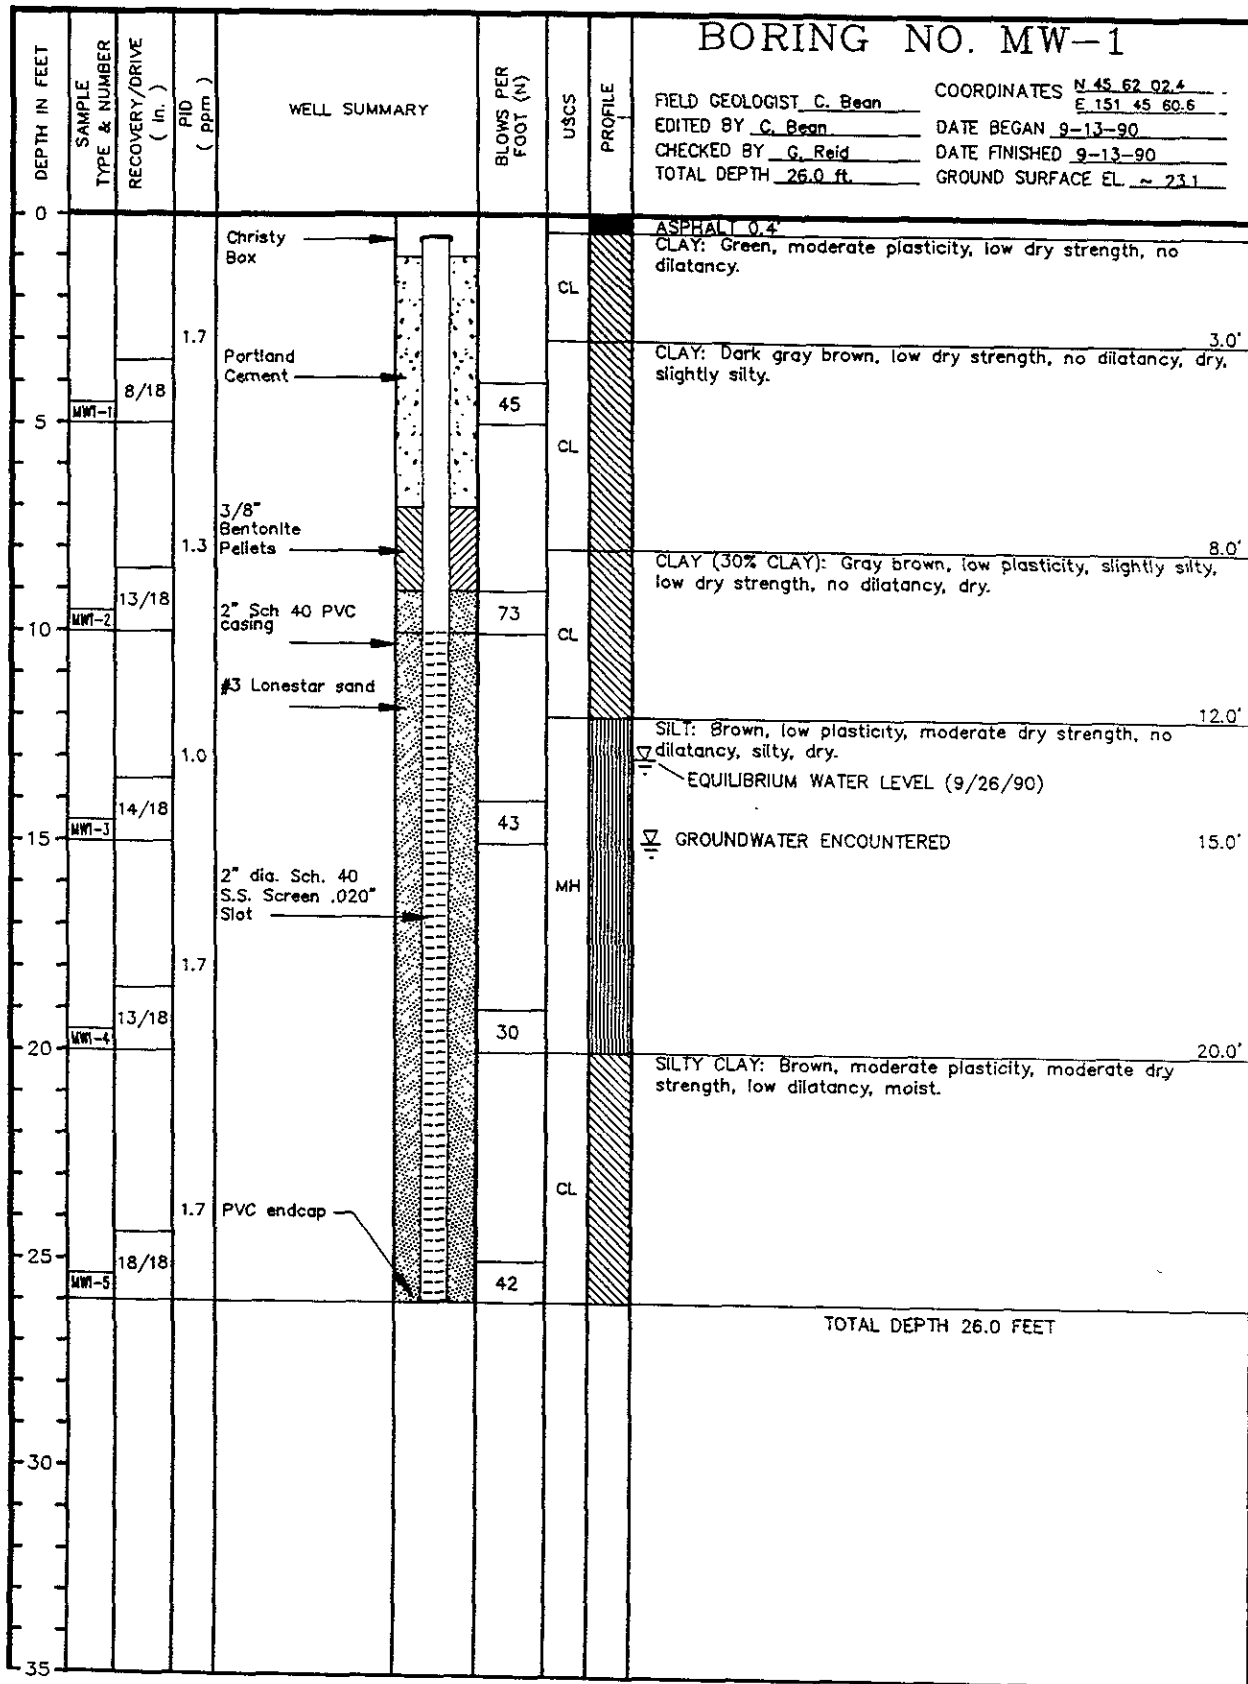 BORING NO. MW-1
FIELD GEOLOGIST C. Bean
EDITED BY C. Bean
CHECKED BY G. Reid
TOTAL DEPTH 26.0 ft.
COORDINATES N 45 62 02.4
E 151 45 60.6
DATE BEGAN 9-13-90
DATE FINISHED 9-13-90
GROUND SURFACE EL. ~ 231
DEPTH IN FEET
SAMPLE
TYPE & NUMBER
RECOVERY/DRIVE
( In. )
PID
( ppm )
WELL SUMMARY
BLOWS PER
FOOT (N)
USCS
PROFILE
0
5
10
15
20
25
30
35
MW1-1
MW1-2
MW1-3
MW1-4
MW1-5
8/18
13/18
14/18
13/18
18/18
1.7
1.3
1.0
1.7
1.7
Christy
Box
Portland
Cement
3/8"
Bentonite
Pellets
2" Sch 40 PVC
casing
#3 Lonestar sand
2" dia. Sch. 40
S.S. Screen .020"
Slot
PVC endcap
45
73
43
30
42
CL
CL
CL
MH
CL
ASPHALT 0.4'
CLAY: Green, moderate plasticity, low dry strength, no
dilatancy.
3.0'
CLAY: Dark gray brown, low dry strength, no dilatancy, dry,
slightly silty.
8.0'
CLAY (30% CLAY): Gray brown, low plasticity, slightly silty,
low dry strength, no dilatancy, dry.
12.0'
SILT: Brown, low plasticity, moderate dry strength, no
dilatancy, silty, dry.
EQUILIBRIUM WATER LEVEL (9/26/90)
GROUNDWATER ENCOUNTERED 15.0'
20.0'
SILTY CLAY: Brown, moderate plasticity, moderate dry
strength, low dilatancy, moist.
TOTAL DEPTH 26.0 FEET